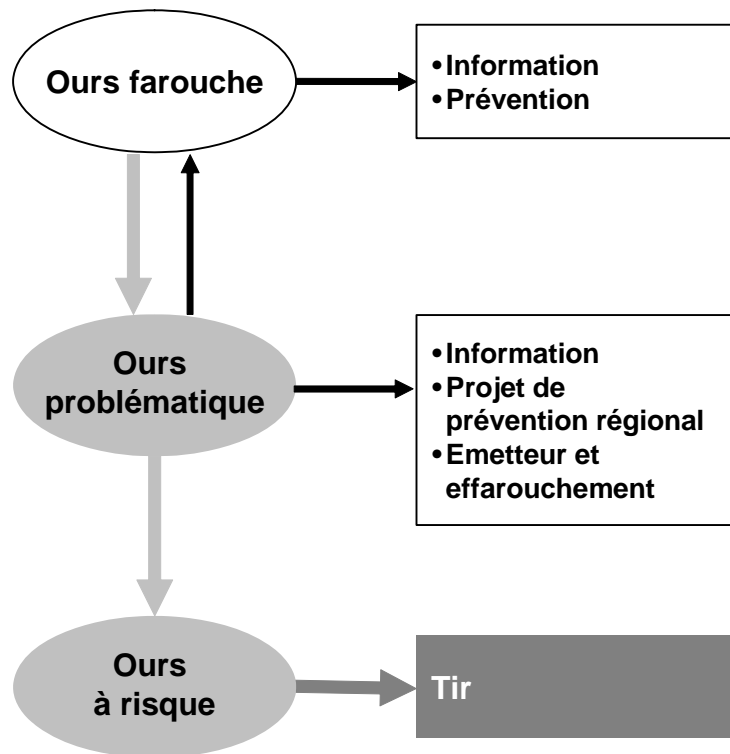 Ours farouche
•Information
•Prévention
Ours
problématique
•Information
•Projet de
prévention régional
•Emetteur et
effarouchement
Ours
à risque
Tir